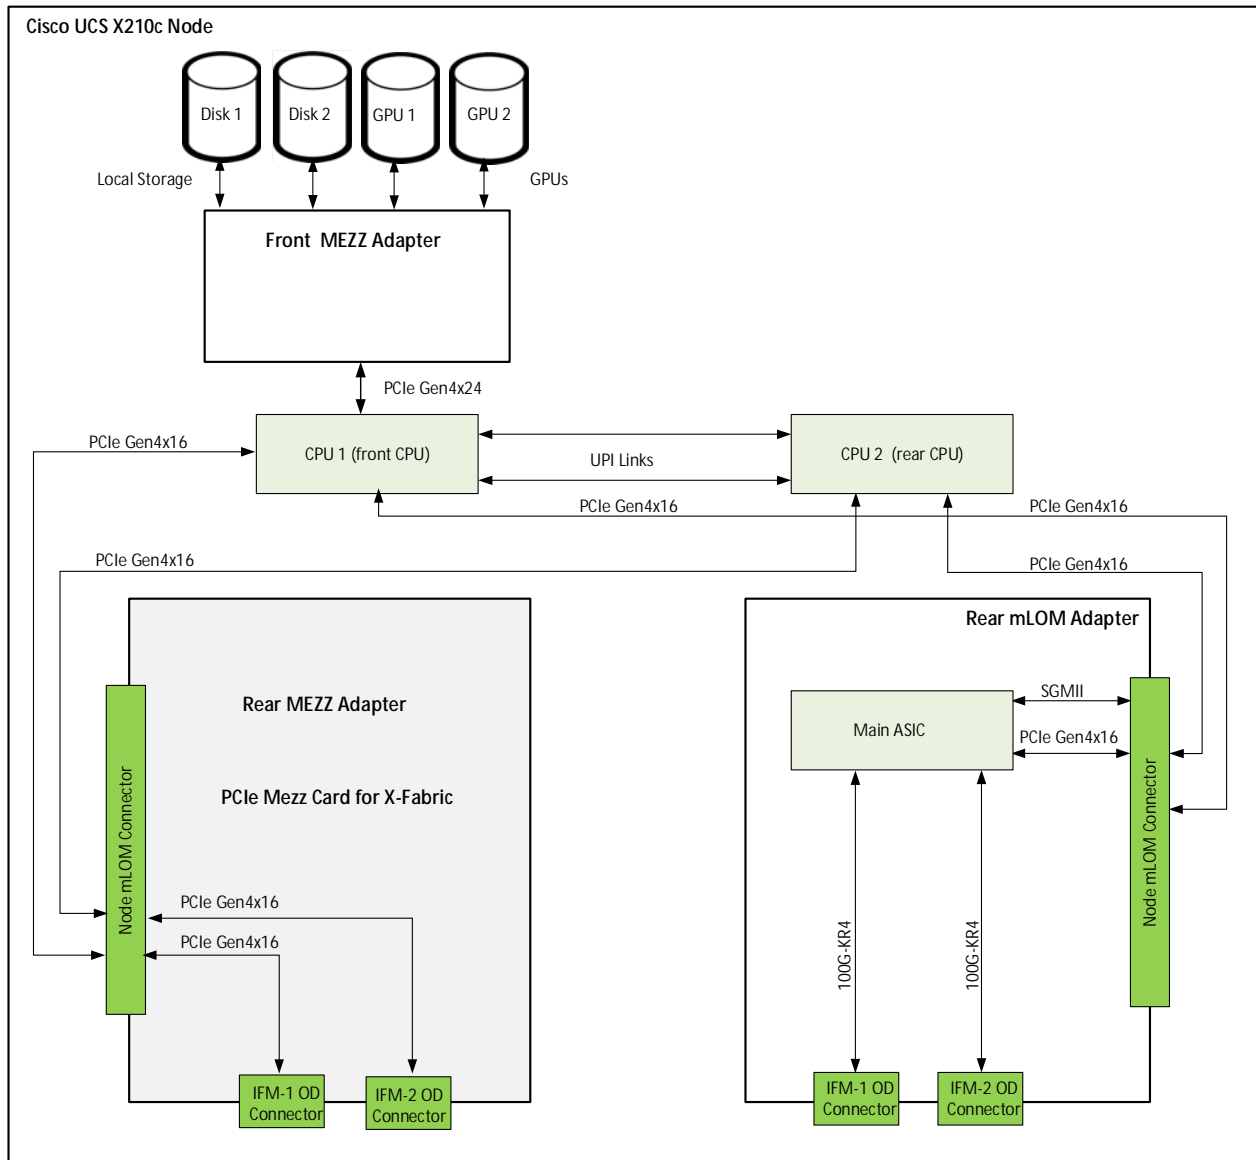 Cisco UCS X210c Node
Disk 1
Disk 2
GPU 1
GPU 2
Local Storage
GPUs
Front MEZZ Adapter
PCIe Gen4x24
PCIe Gen4x16
CPU 1 (front CPU)
UPI Links
CPU 2 (rear CPU)
PCIe Gen4x16
PCIe Gen4x16
PCIe Gen4x16
PCIe Gen4x16
Rear MEZZ Adapter
PCIe Mezz Card for X-Fabric
Node mLOM Connector
PCIe Gen4x16
PCIe Gen4x16
IFM-1 OD
Connector
IFM-2 OD
Connector
Rear mLOM Adapter
SGMII
Main ASIC
PCIe Gen4x16
Node mLOM Connector
100G-KR4
100G-KR4
IFM-1 OD
Connector
IFM-2 OD
Connector